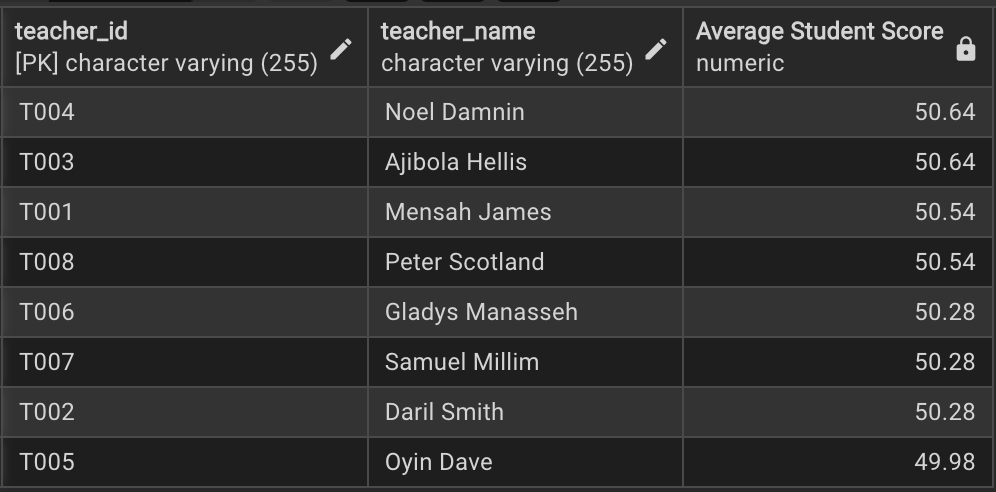 teacher_id teacher_name Average Student Score
[PK] character varying (255) character varying (255) numeric
T004 Noel Damnin 50.64
T003 Ajibola Hellis 50.64
T001 Mensah James 50.54
T008 Peter Scotland 50.54
T006 Gladys Manasseh 50.28
T007 Samuel Millim 50.28
T002 Daril Smith 50.28
T005 Oyin Dave 49.98